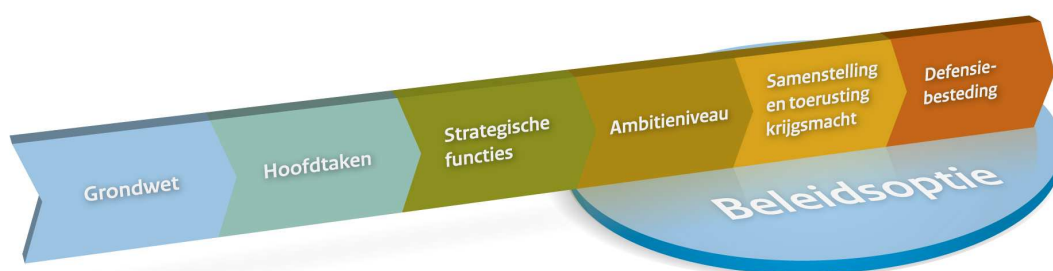 Grondwet
Hoofdtaken
Strategische
functies
Ambitieniveau
Samenstelling
en toerusting
krijgsmacht
Defensie-
besteding
Beleidsoptie